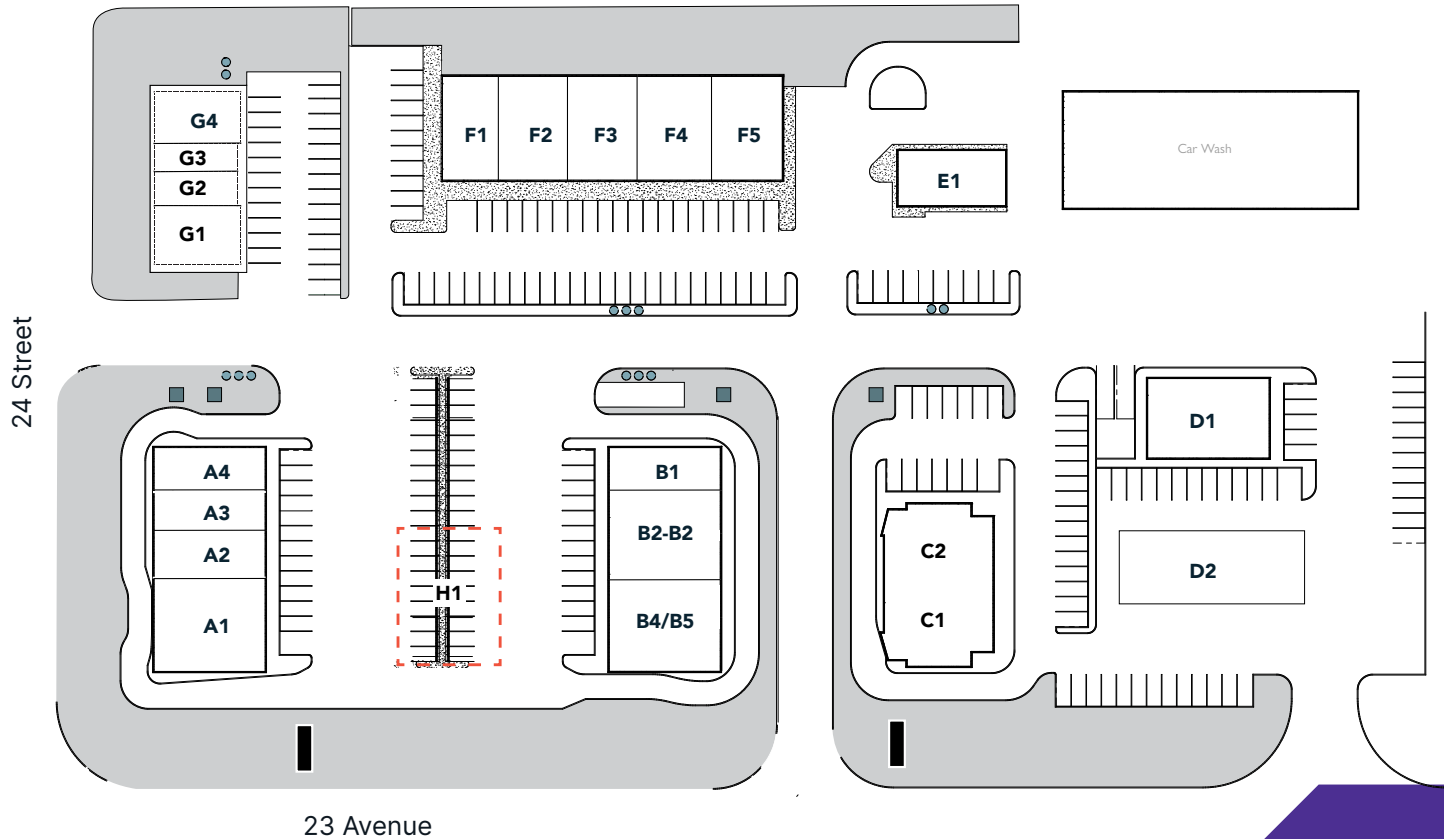 G4
G3
G2
G1
F1 F2 F3 F4 F5
E1
Car Wash
24 Street
A4
A3
A2
A1
H1
B1
B2-B2
B4/B5
C2
C1
D1
D2
23 Avenue